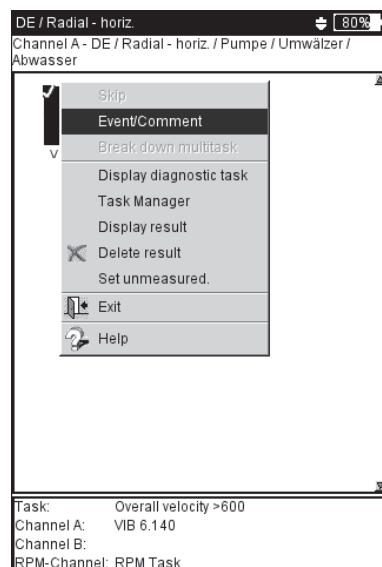 DE / Radial - horiz. 80%
Channel A - DE / Radial - horiz. / Pumpe / Umwälzer /
Abwasser
Skip
Event/Comment
Break down multitask
V
Display diagnostic task
Task Manager
Display result
Delete result
Set unmeasured.
Exit
Help
Task: Overall velocity >600
Channel A: VIB 6.140
Channel B:
RPM-Channel: RPM Task